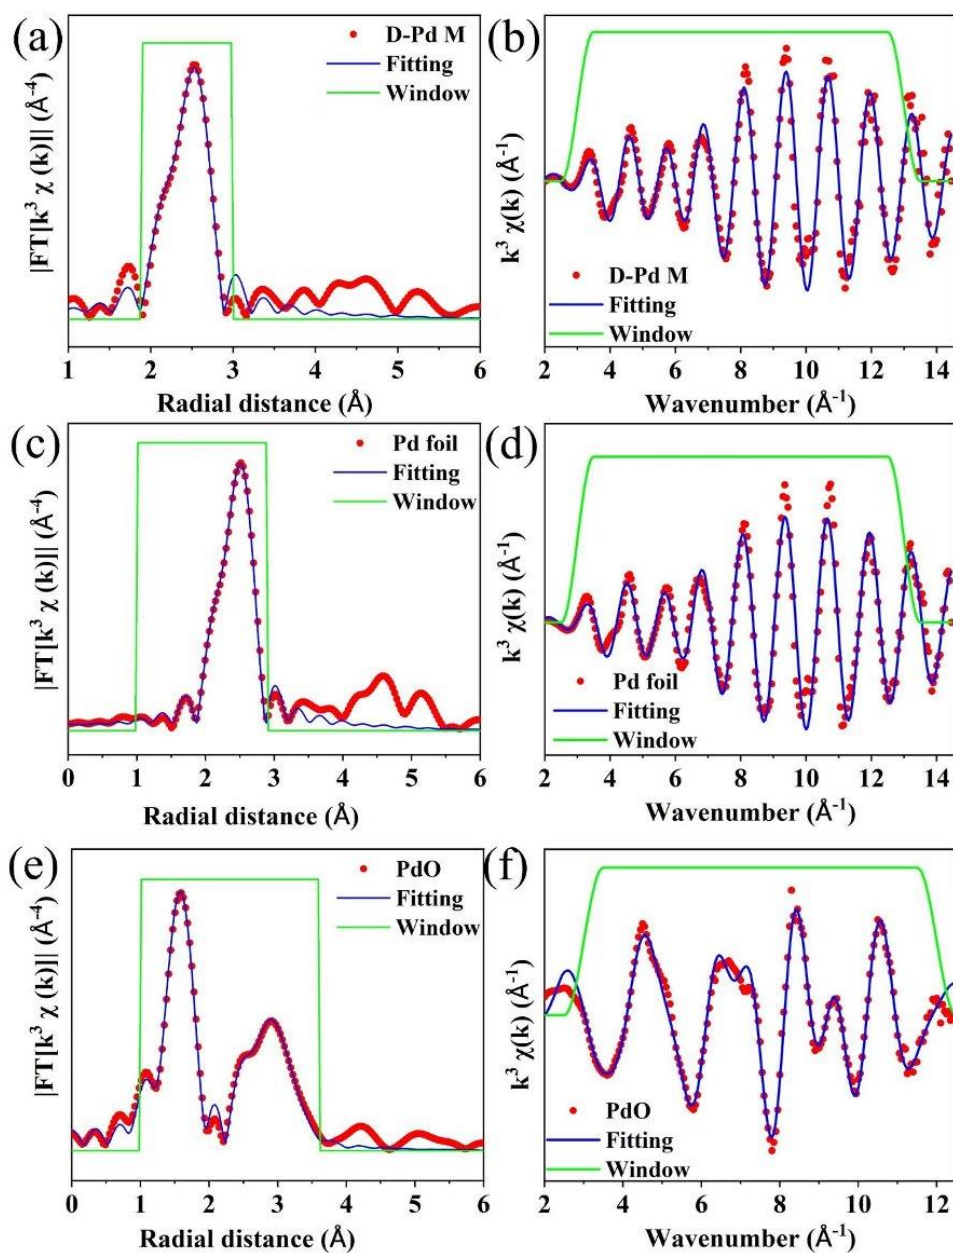 (a)
D-Pd M
Fitting
Window
|FT[k³ χ (k)]| (Å⁻⁴)
1 2 3 4 5 6
Radial distance (Å)
(b)
D-Pd M
Fitting
Window
k³ χ(k) (Å⁻¹)
2 4 6 8 10 12 14
Wavenumber (Å⁻¹)
(c)
Pd foil
Fitting
Window
|FT[k³ χ (k)]| (Å⁻⁴)
0 1 2 3 4 5 6
Radial distance (Å)
(d)
Pd foil
Fitting
Window
k³ χ(k) (Å⁻¹)
2 4 6 8 10 12 14
Wavenumber (Å⁻¹)
(e)
PdO
Fitting
Window
|FT[k³ χ (k)]| (Å⁻⁴)
0 1 2 3 4 5 6
Radial distance (Å)
(f)
PdO
Fitting
Window
k³ χ(k) (Å⁻¹)
2 4 6 8 10 12
Wavenumber (Å⁻¹)